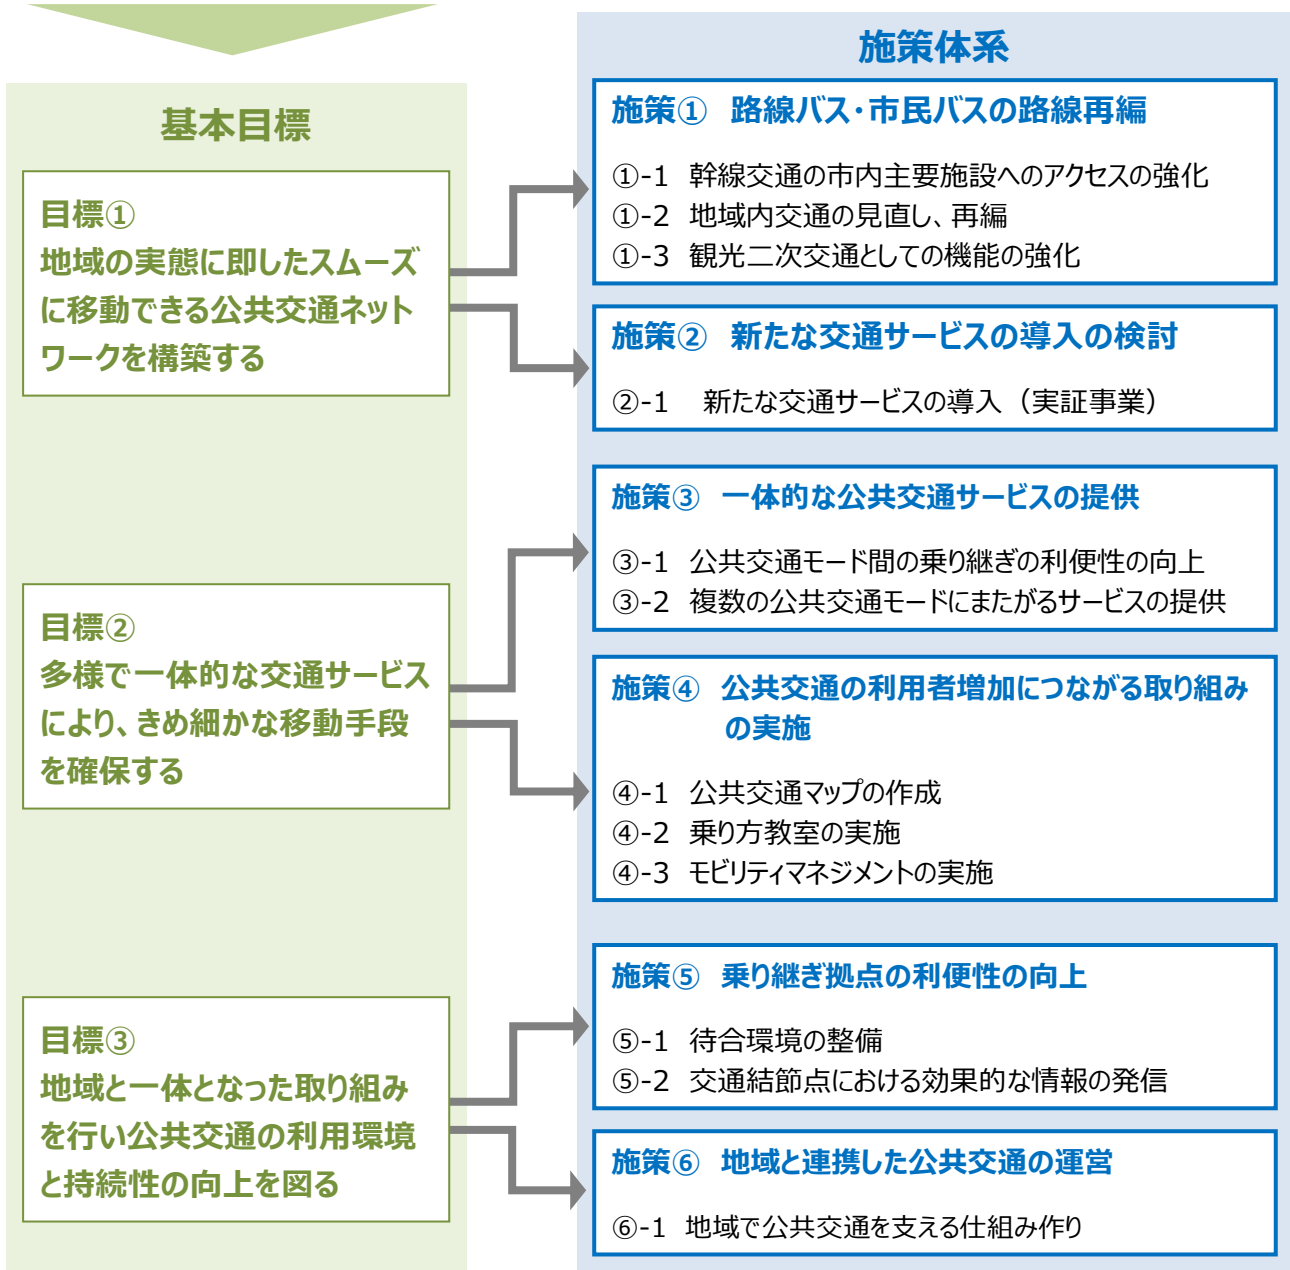 基本目標
目標①
地域の実態に即したスムーズ
に移動できる公共交通ネット
ワークを構築する
目標②
多様で一体的な交通サービス
により、きめ細かな移動手段
を確保する
目標③
地域と一体となった取り組み
を行い公共交通の利用環境
と持続性の向上を図る
施策体系
施策① 路線バス・市民バスの路線再編
①-1 幹線交通の市内主要施設へのアクセスの強化
①-2 地域内交通の見直し、再編
①-3 観光二次交通としての機能の強化
施策② 新たな交通サービスの導入の検討
②-1 新たな交通サービスの導入（実証事業）
施策③ 一体的な公共交通サービスの提供
③-1 公共交通モード間の乗り継ぎの利便性の向上
③-2 複数の公共交通モードにまたがるサービスの提供
施策④ 公共交通の利用者増加につながる取り組み
の実施
④-1 公共交通マップの作成
④-2 乗り方教室の実施
④-3 モビリティマネジメントの実施
施策⑤ 乗り継ぎ拠点の利便性の向上
⑤-1 待合環境の整備
⑤-2 交通結節点における効果的な情報の発信
施策⑥ 地域と連携した公共交通の運営
⑥-1 地域で公共交通を支える仕組み作り